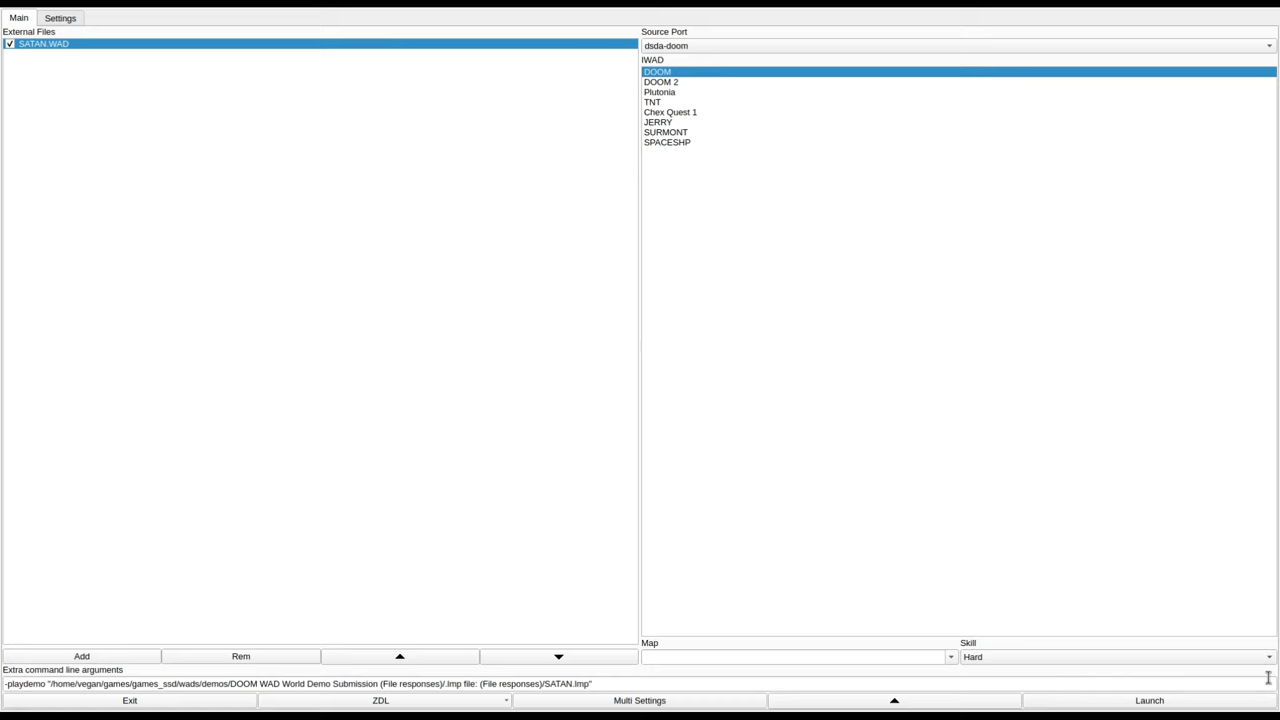 Main Settings
External Files
SATAN.WAD
Source Port
dsda-doom
IWAD
DOOM
DOOM 2
Plutonia
TNT
Chex Quest 1
JERRY
SURMONT
SPACESHP
Map Skill
Hard
Add Rem
Extra command line arguments
-playdemo "/home/vegan/games/games_ssd/wads/demos/DOOM WAD World Demo Submission (File responses)/.lmp file: (File responses)/SATAN.lmp"
Exit ZDL Multi Settings Launch